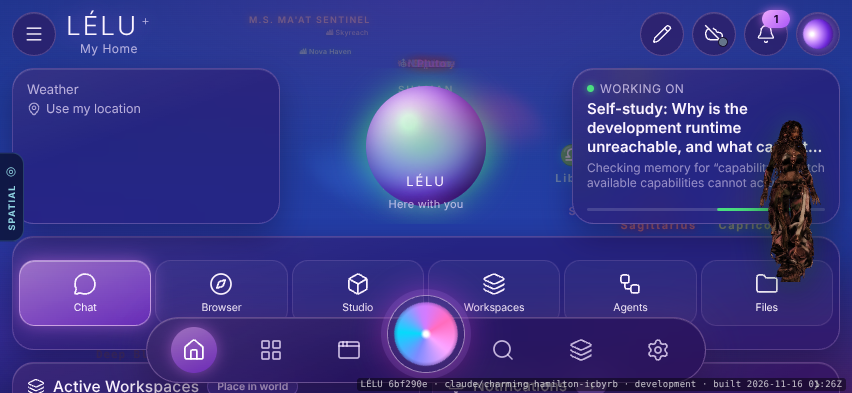 LÉLU +
My Home
M.S. MA'AT SENTINEL
Skyreach
Nova Haven
1
Weather
Use my location
LÉLU
Here with you
WORKING ON
Self-study: Why is the
development runtime
unreachable, and what
Checking memory for
available capabilities cannot
SPATIAL
Sagittarius
Chat
Browser
Studio
Workspaces
Agents
Files
Active Workspaces
Place in world
Notifications
LÉLU 6bf290e · claude/charming-hamilton-icbyrb · development · built 2026-11-16 01:26Z